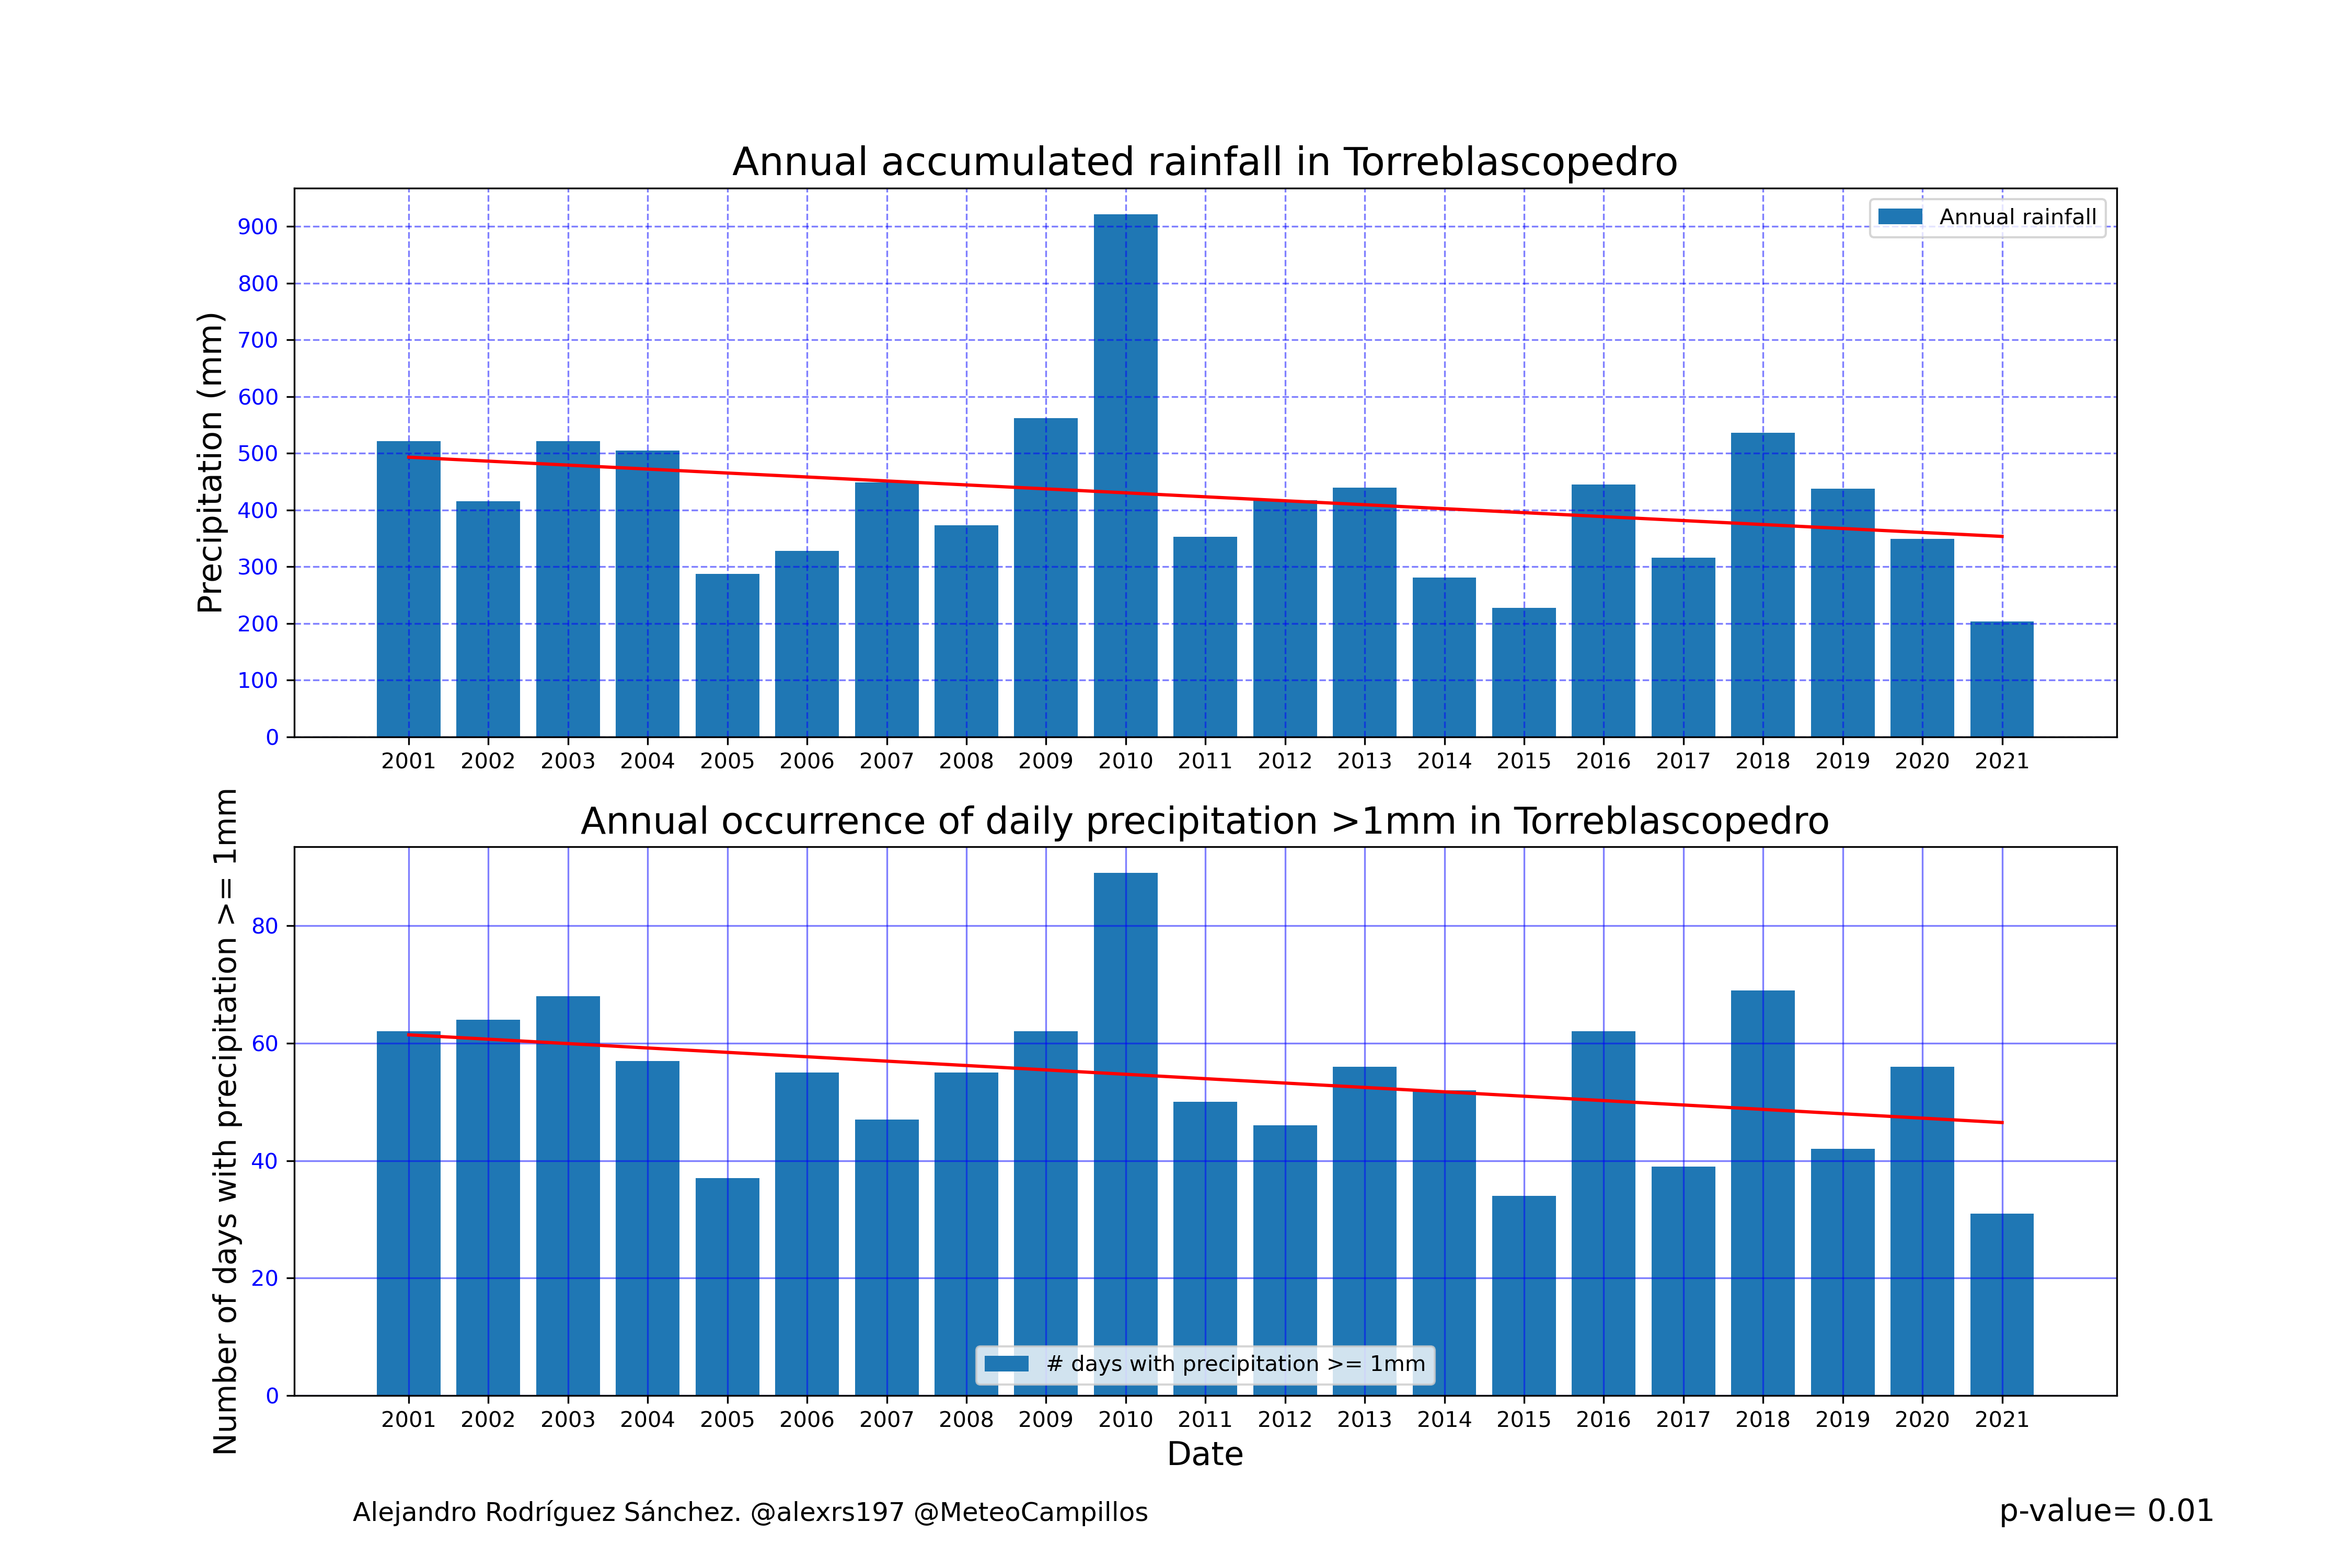 Annual accumulated rainfall in Torreblascopedro
Precipitation (mm)
900
800
700
600
500
400
300
200
100
0
Annual rainfall
2001 2002 2003 2004 2005 2006 2007 2008 2009 2010 2011 2012 2013 2014 2015 2016 2017 2018 2019 2020 2021
Annual occurrence of daily precipitation >1mm in Torreblascopedro
Number of days with precipitation >= 1mm
80
60
40
20
0
# days with precipitation >= 1mm
2001 2002 2003 2004 2005 2006 2007 2008 2009 2010 2011 2012 2013 2014 2015 2016 2017 2018 2019 2020 2021
Date
Alejandro Rodríguez Sánchez. @alexrs197 @MeteoCampillos
p-value= 0.01